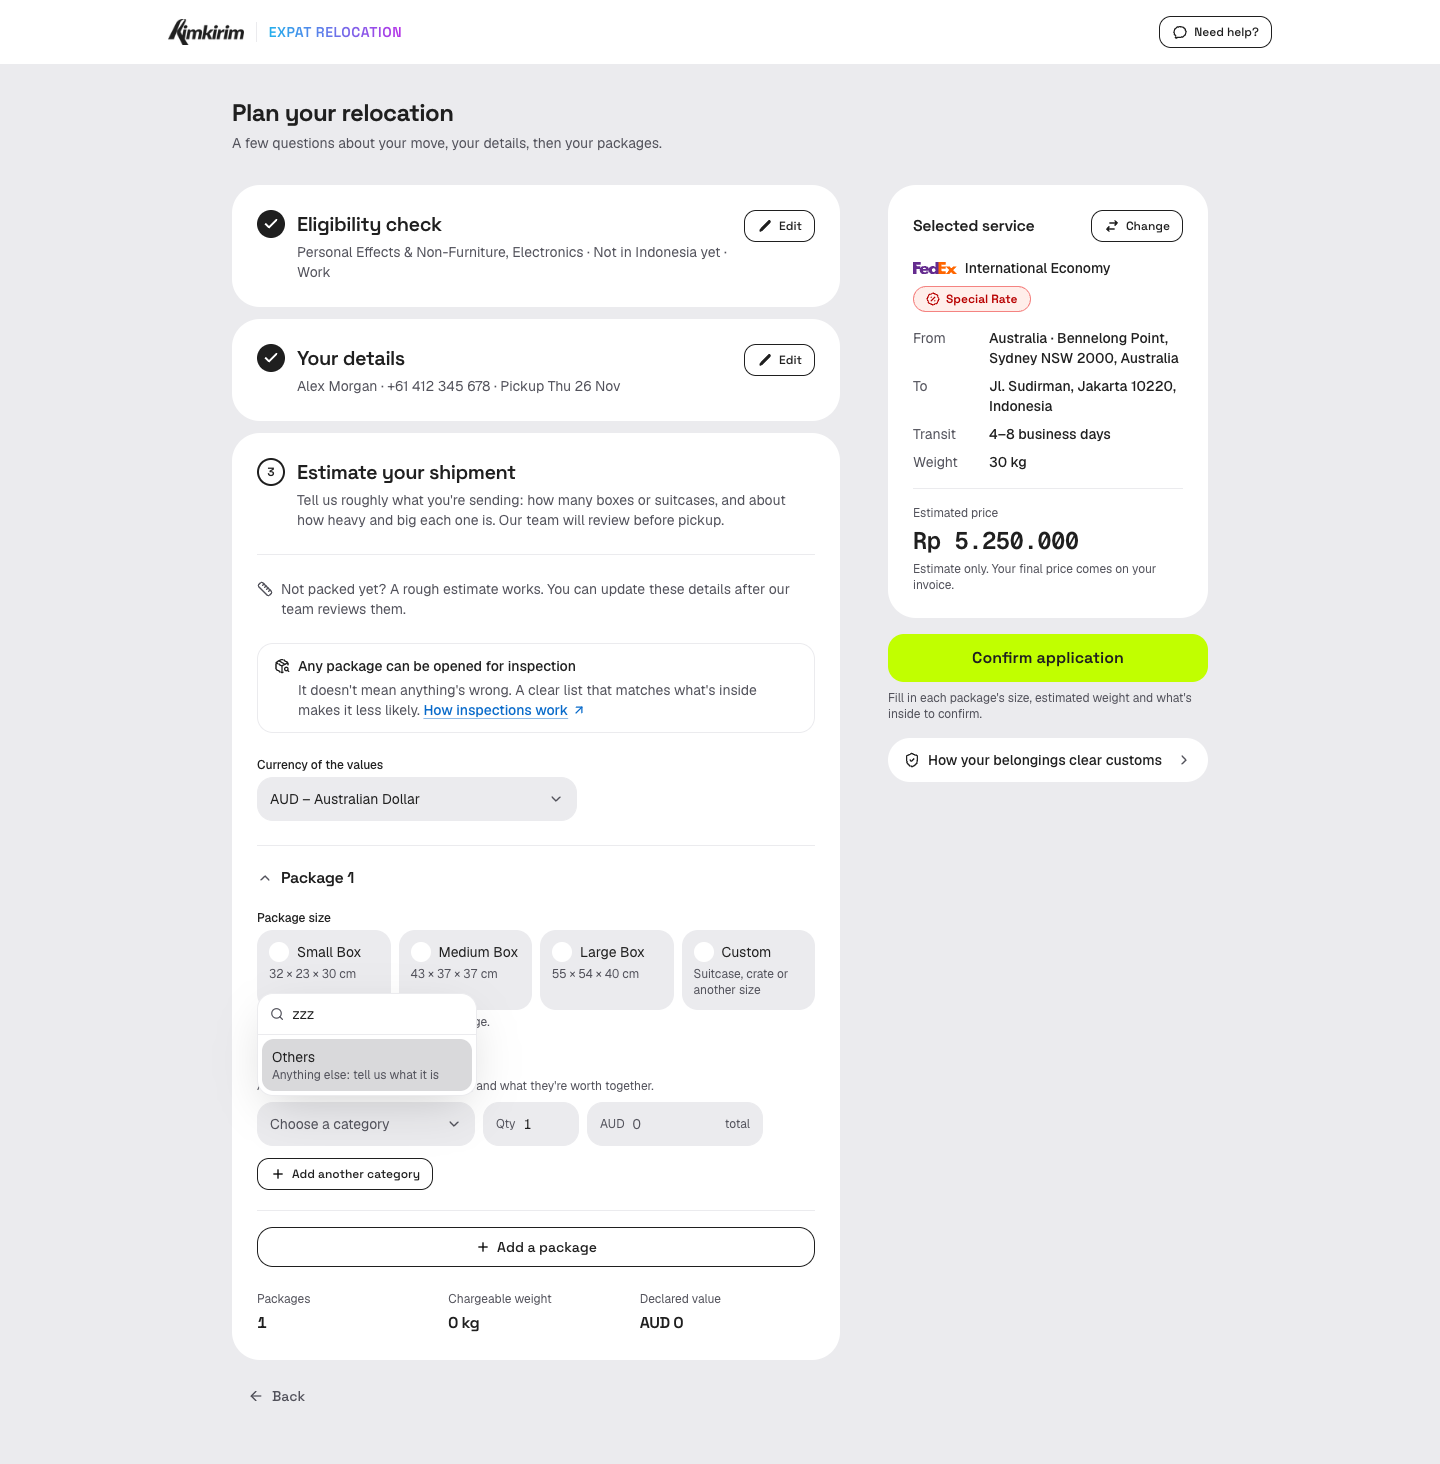 Kimkirim
EXPAT RELOCATION
Need help?
Plan your relocation
A few questions about your move, your details, then your packages.
Eligibility check
Edit
Personal Effects & Non-Furniture, Electronics · Not in Indonesia yet ·
Work
Your details
Edit
Alex Morgan · +61 412 345 678 · Pickup Thu 26 Nov
3
Estimate your shipment
Tell us roughly what you're sending: how many boxes or suitcases, and about
how heavy and big each one is. Our team will review before pickup.
Not packed yet? A rough estimate works. You can update these details after our
team reviews them.
Any package can be opened for inspection
It doesn't mean anything's wrong. A clear list that matches what's inside
makes it less likely. How inspections work
Currency of the values
AUD – Australian Dollar
Package 1
Package size
Small Box
32 × 23 × 30 cm
Medium Box
43 × 37 × 37 cm
Large Box
55 × 54 × 40 cm
Custom
Suitcase, crate or
another size
zzz
Others
Anything else: tell us what it is
and what they're worth together.
Choose a category
Qty 1
AUD 0 total
Add another category
Add a package
Packages
1
Chargeable weight
0 kg
Declared value
AUD 0
Back
Selected service
Change
FedEx International Economy
Special Rate
From
Australia · Bennelong Point,
Sydney NSW 2000, Australia
To
Jl. Sudirman, Jakarta 10220,
Indonesia
Transit
4–8 business days
Weight
30 kg
Estimated price
Rp 5.250.000
Estimate only. Your final price comes on your
invoice.
Confirm application
Fill in each package's size, estimated weight and what's
inside to confirm.
How your belongings clear customs